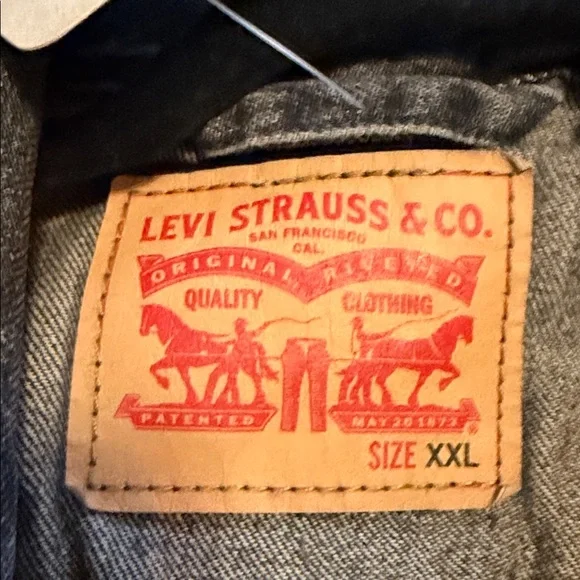 LEVI STRAUSS & CO.
SAN FRANCISCO
CAL.
ORIGINAL RIVETED
QUALITY CLOTHING
PATENTED MAY 20 1873
®
SIZE XXL